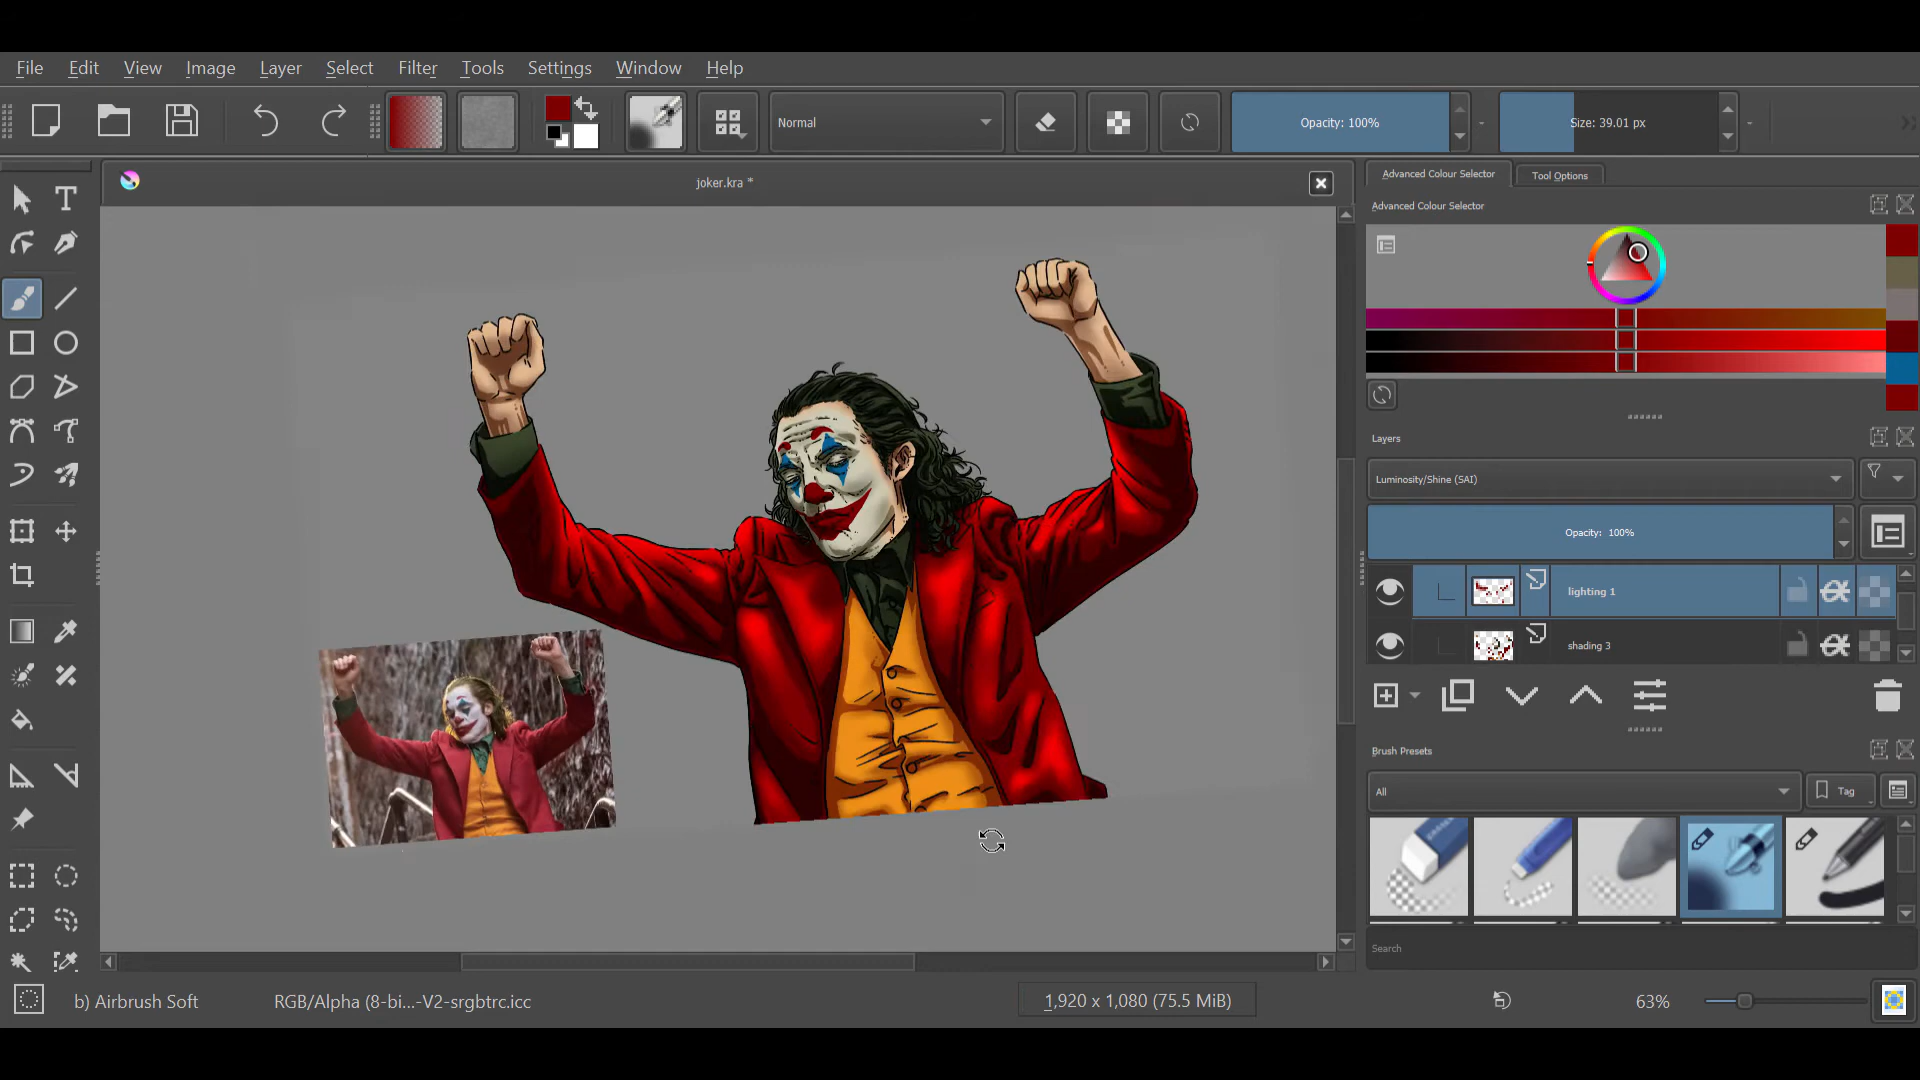 File Edit View Image Layer Select Filter Tools Settings Window Help
Normal Opacity: 100% Size: 39.01 px
joker.kra *
Advanced Colour Selector Tool Options
Advanced Colour Selector
Layers
Luminosity/Shine (SAI)
Opacity: 100%
lighting 1
shading 3
Brush Presets
All Tag
Search
b) Airbrush Soft RGB/Alpha (8-bi...-V2-srgbtrc.icc 1,920 x 1,080 (75.5 MiB) 63%